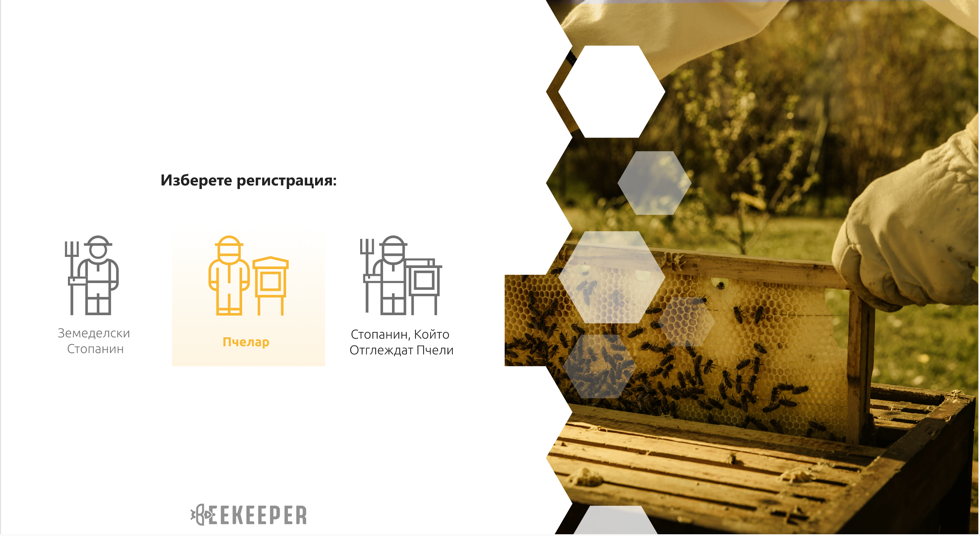 Изберете регистрация:
Земеделски
Стопанин
Пчелар
Стопанин, Който
Отглеждат Пчели
BEEKEEPER